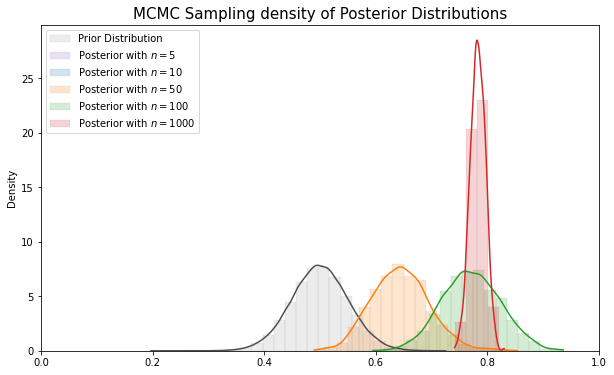 MCMC Sampling density of Posterior Distributions
Prior Distribution
Posterior with n = 5
Posterior with n = 10
Posterior with n = 50
Posterior with n = 100
Posterior with n = 1000
Density
25
20
15
10
5
0
0.0 0.2 0.4 0.6 0.8 1.0